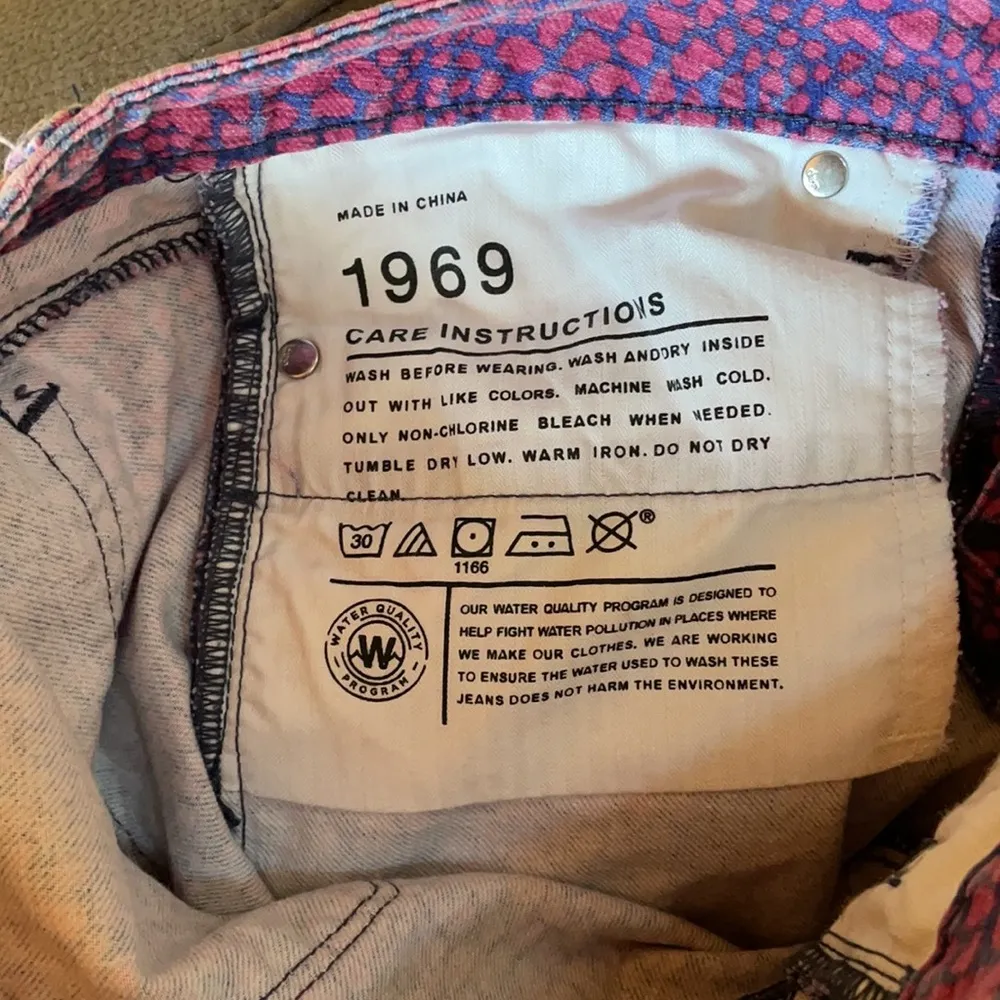 MADE IN CHINA
1969
CARE INSTRUCTIONS
WASH BEFORE WEARING. WASH ANDDRY INSIDE
OUT WITH LIKE COLORS. MACHINE WASH COLD.
ONLY NON-CHLORINE BLEACH WHEN NEEDED.
TUMBLE DRY LOW. WARM IRON. DO NOT DRY
CLEAN.
30
®
1166
WATER QUALITY
W
PROGRAM
OUR WATER QUALITY PROGRAM IS DESIGNED TO
HELP FIGHT WATER POLLUTION IN PLACES WHERE
WE MAKE OUR CLOTHES. WE ARE WORKING
TO ENSURE THE WATER USED TO WASH THESE
JEANS DOES NOT HARM THE ENVIRONMENT.